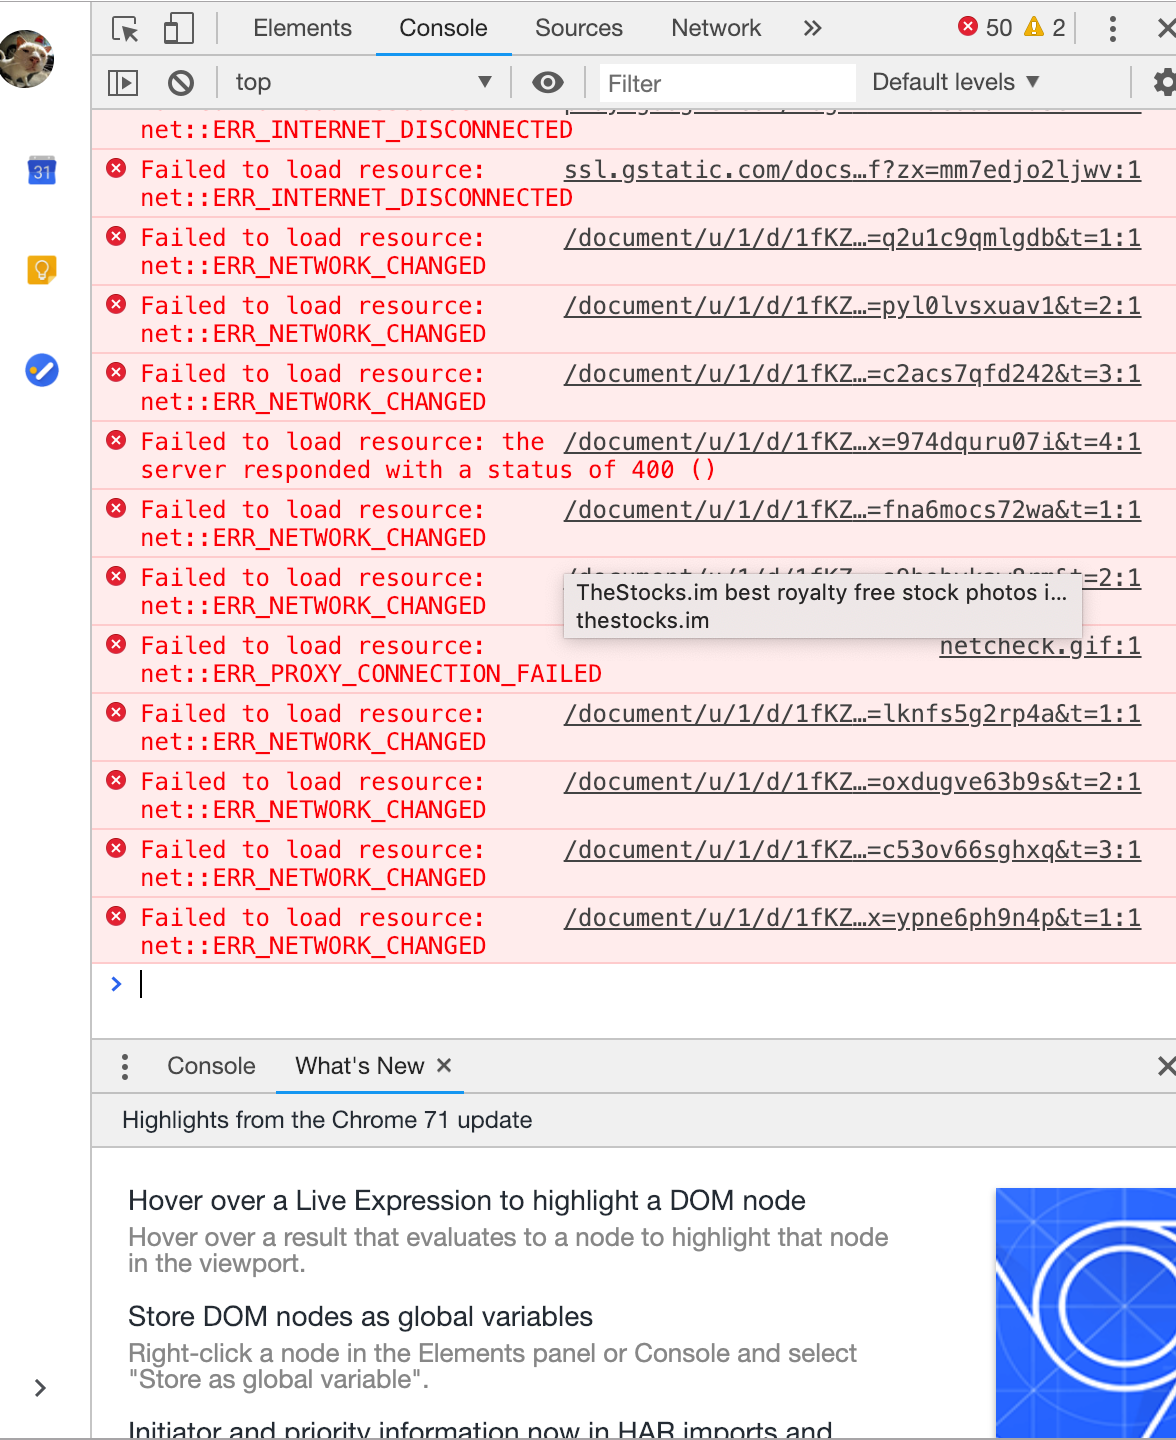 Elements Console Sources Network » 50 2
top ▼ Filter Default levels ▼
net::ERR_INTERNET_DISCONNECTED
Failed to load resource: ssl.gstatic.com/docs…f?zx=mm7edjo2ljwv:1
net::ERR_INTERNET_DISCONNECTED
Failed to load resource: /document/u/1/d/1fKZ…=q2u1c9qmlgdb&t=1:1
net::ERR_NETWORK_CHANGED
Failed to load resource: /document/u/1/d/1fKZ…=pyl0lvsxuav1&t=2:1
net::ERR_NETWORK_CHANGED
Failed to load resource: /document/u/1/d/1fKZ…=c2acs7qfd242&t=3:1
net::ERR_NETWORK_CHANGED
Failed to load resource: the /document/u/1/d/1fKZ…x=974dquru07i&t=4:1
server responded with a status of 400 ()
Failed to load resource: /document/u/1/d/1fKZ…=fna6mocs72wa&t=1:1
net::ERR_NETWORK_CHANGED
Failed to load resource: =2:1
net::ERR_NETWORK_CHANGED
TheStocks.im best royalty free stock photos i...
thestocks.im
Failed to load resource: netcheck.gif:1
net::ERR_PROXY_CONNECTION_FAILED
Failed to load resource: /document/u/1/d/1fKZ…=lknfs5g2rp4a&t=1:1
net::ERR_NETWORK_CHANGED
Failed to load resource: /document/u/1/d/1fKZ…=oxdugve63b9s&t=2:1
net::ERR_NETWORK_CHANGED
Failed to load resource: /document/u/1/d/1fKZ…=c53ov66sghxq&t=3:1
net::ERR_NETWORK_CHANGED
Failed to load resource: /document/u/1/d/1fKZ…x=ypne6ph9n4p&t=1:1
net::ERR_NETWORK_CHANGED
31
Console What's New ×
Highlights from the Chrome 71 update
Hover over a Live Expression to highlight a DOM node
Hover over a result that evaluates to a node to highlight that node
in the viewport.
Store DOM nodes as global variables
Right-click a node in the Elements panel or Console and select
"Store as global variable".
Initiator and priority information now in HAR imports and